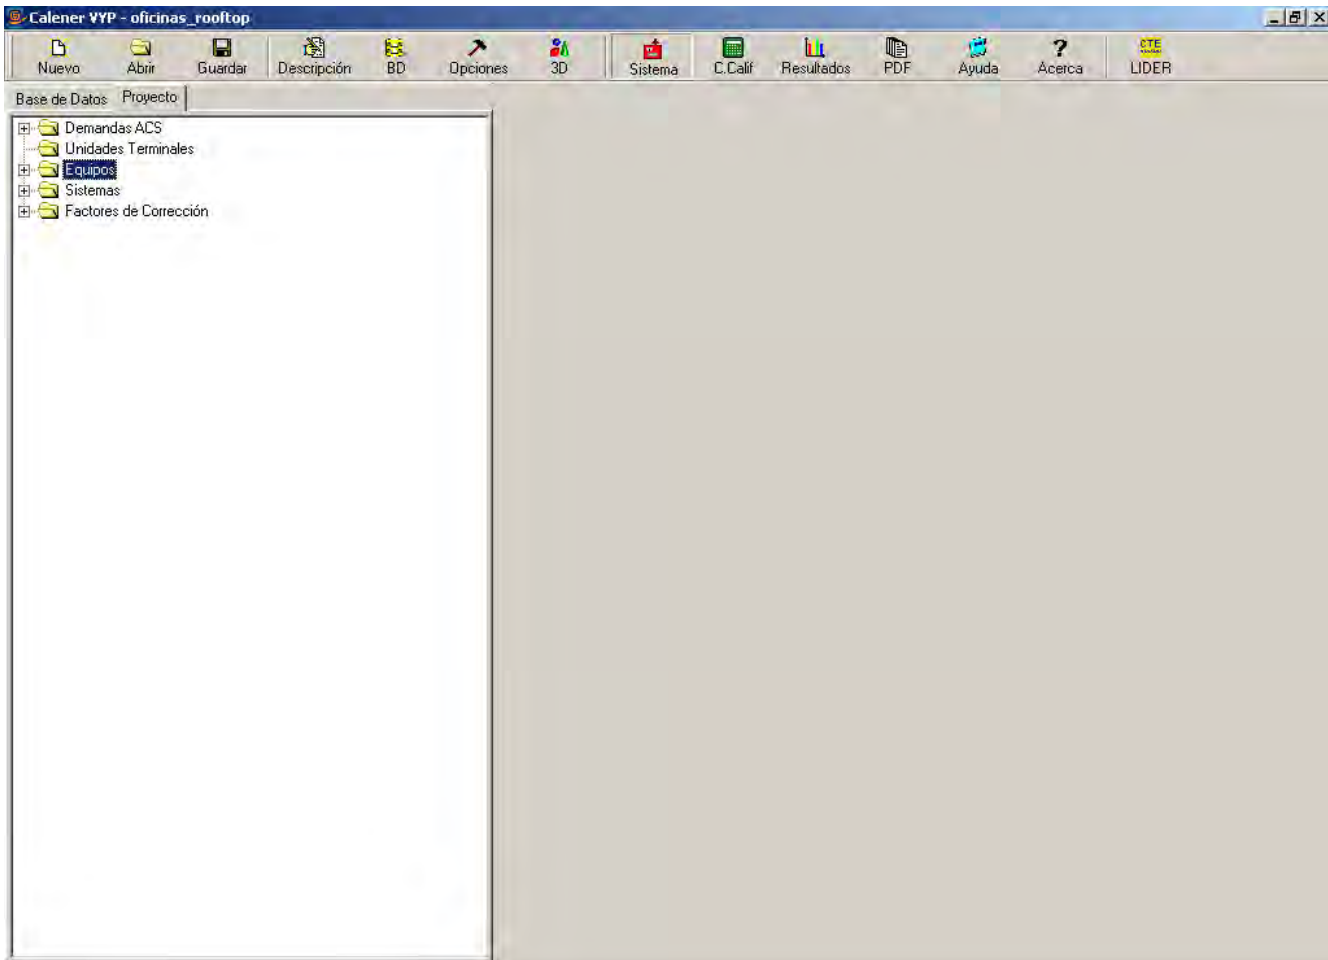 Calener VYP - oficinas_rooftop
Nuevo Abrir Guardar Descripción BD Opciones 3D Sistema C.Calif Resultados PDF Ayuda Acerca CTE LIDER
Base de Datos Proyecto
Demandas ACS
Unidades Terminales
Equipos
Sistemas
Factores de Corrección